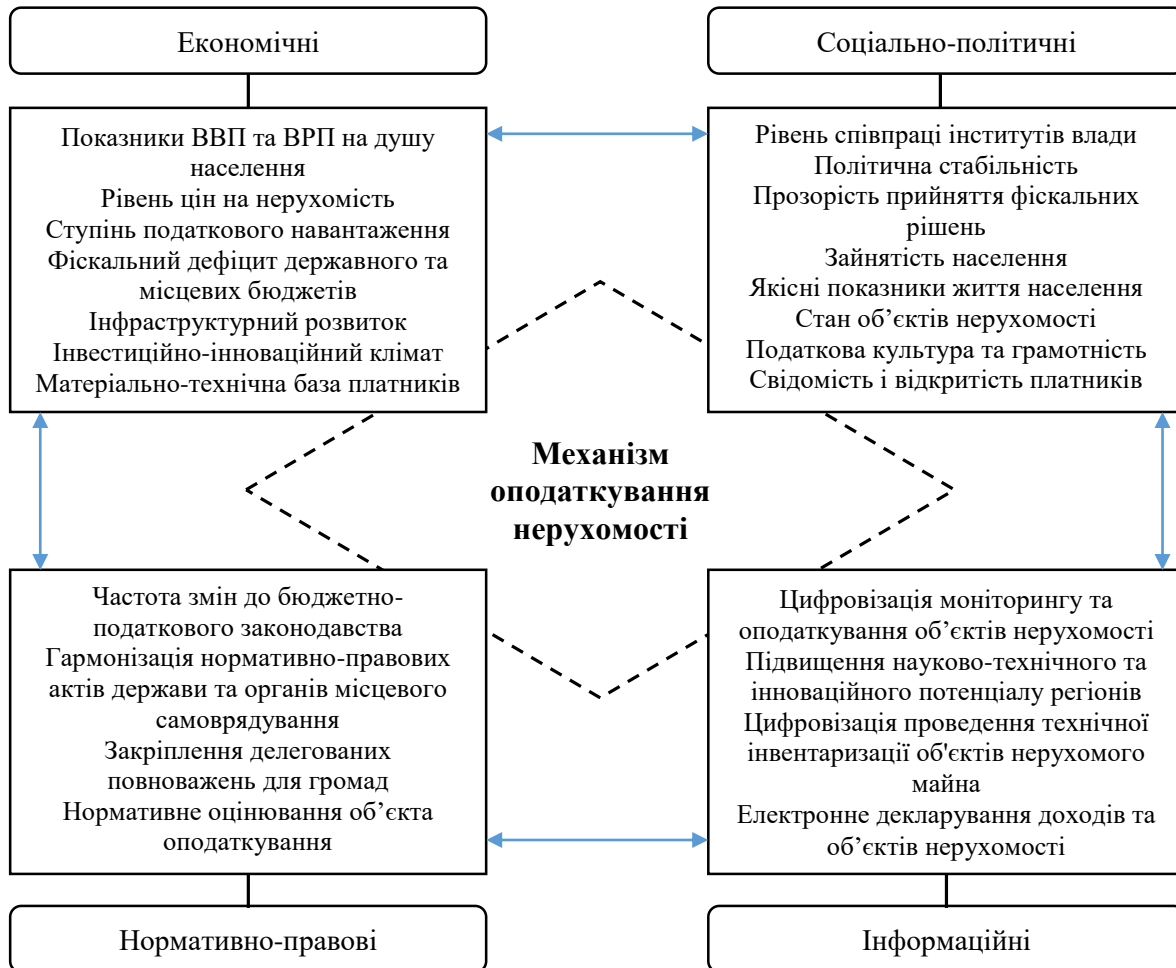 Економічні
Соціально-політичні
Показники ВВП та ВРП на душу
населення
Рівень цін на нерухомість
Ступінь податкового навантаження
Фіскальний дефіцит державного та
місцевих бюджетів
Інфраструктурний розвиток
Інвестиційно-інноваційний клімат
Матеріально-технічна база платників
Рівень співпраці інститутів влади
Політична стабільність
Прозорість прийняття фіскальних
рішень
Зайнятість населення
Якісні показники життя населення
Стан об’єктів нерухомості
Податкова культура та грамотність
Свідомість і відкритість платників
Механізм
оподаткування
нерухомості
Частота змін до бюджетно-
податкового законодавства
Гармонізація нормативно-правових
актів держави та органів місцевого
самоврядування
Закріплення делегованих
повноважень для громад
Нормативне оцінювання об’єкта
оподаткування
Цифровізація моніторингу та
оподаткування об’єктів нерухомості
Підвищення науково-технічного та
інноваційного потенціалу регіонів
Цифровізація проведення технічної
інвентаризації об'єктів нерухомого
майна
Електронне декларування доходів та
об’єктів нерухомості
Нормативно-правові
Інформаційні